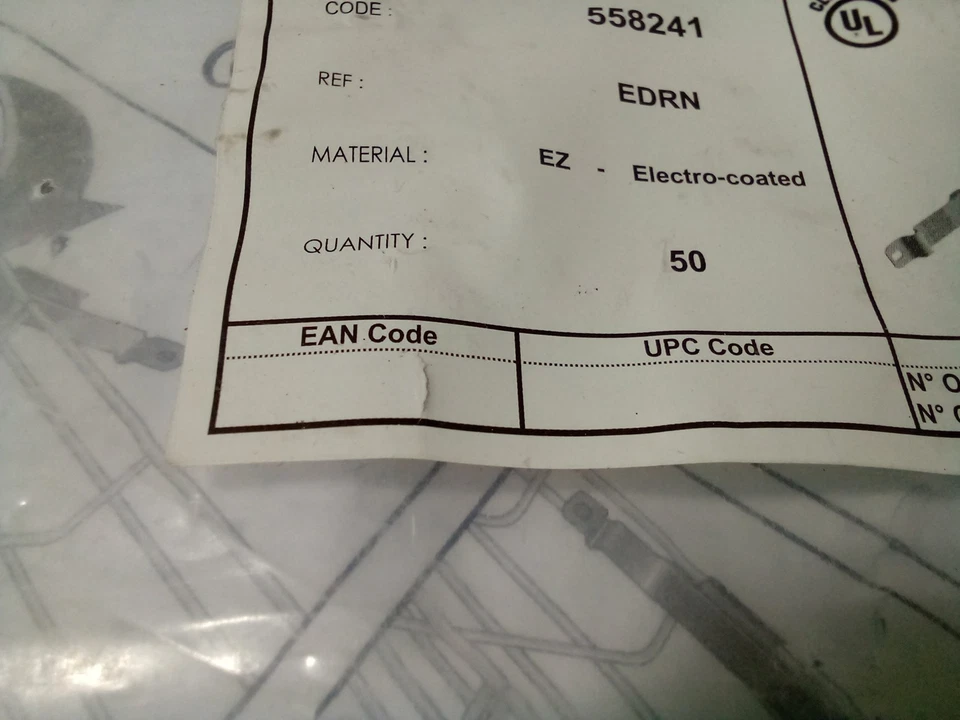 CODE : 558241
UL
REF : EDRN
MATERIAL : EZ - Electro-coated
QUANTITY : 50
EAN Code UPC Code
N°
N°